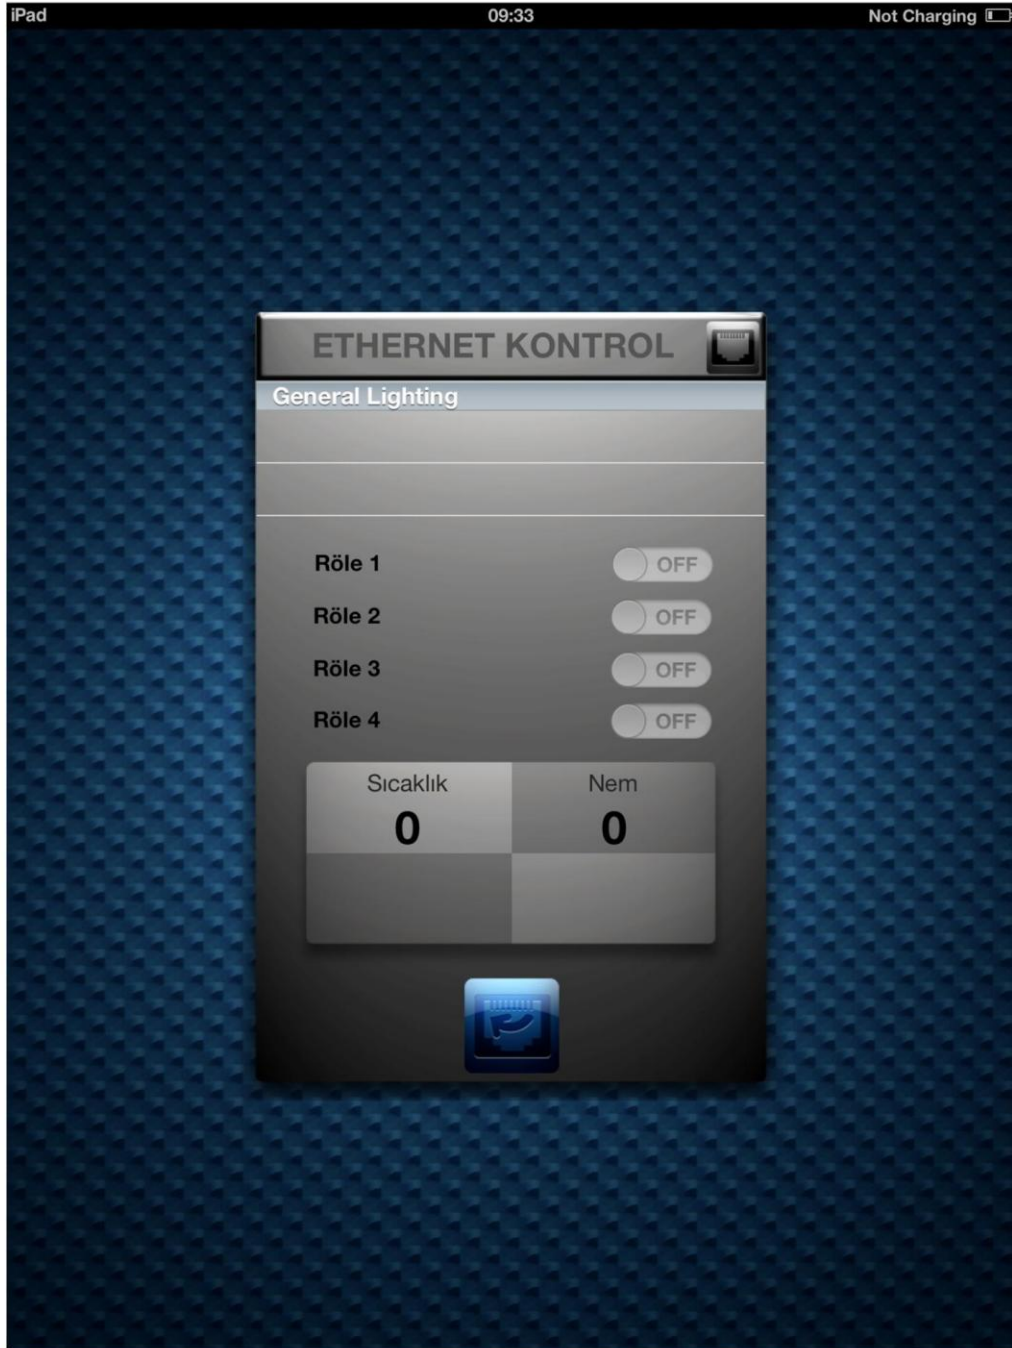 iPad 09:33 Not Charging
ETHERNET KONTROL
General Lighting
Röle 1 OFF
Röle 2 OFF
Röle 3 OFF
Röle 4 OFF
Sıcaklık Nem
0 0